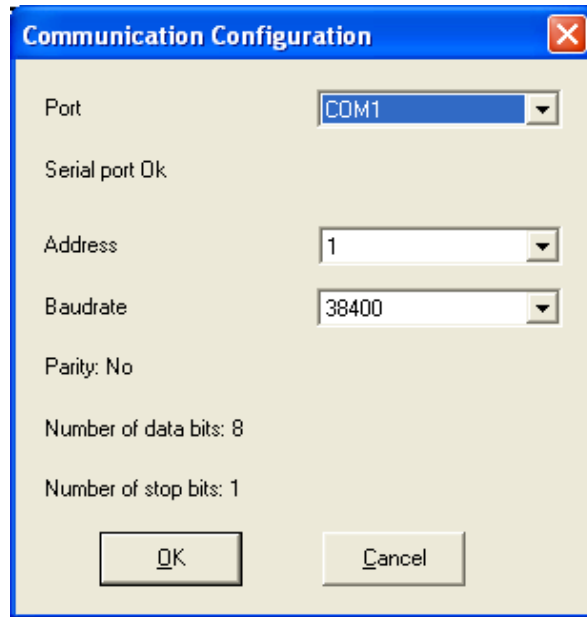 Communication Configuration
Port COM1
Serial port Ok
Address 1
Baudrate 38400
Parity: No
Number of data bits: 8
Number of stop bits: 1
OK Cancel